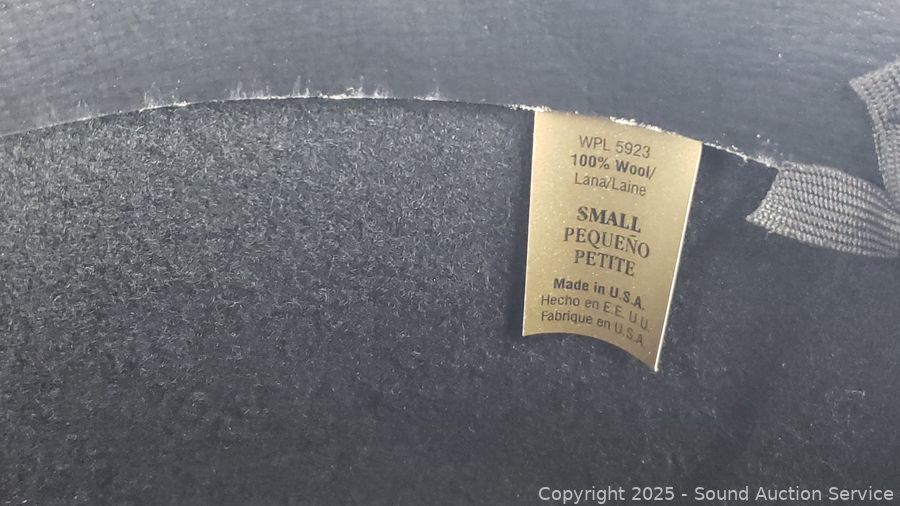 WPL 5923
100% Wool/
Lana/Laine
SMALL
PEQUEÑO
PETITE
Made in U.S.A.
Hecho en E.E. U.U.
Fabrique en U.S.A.
Copyright 2025 - Sound Auction Service